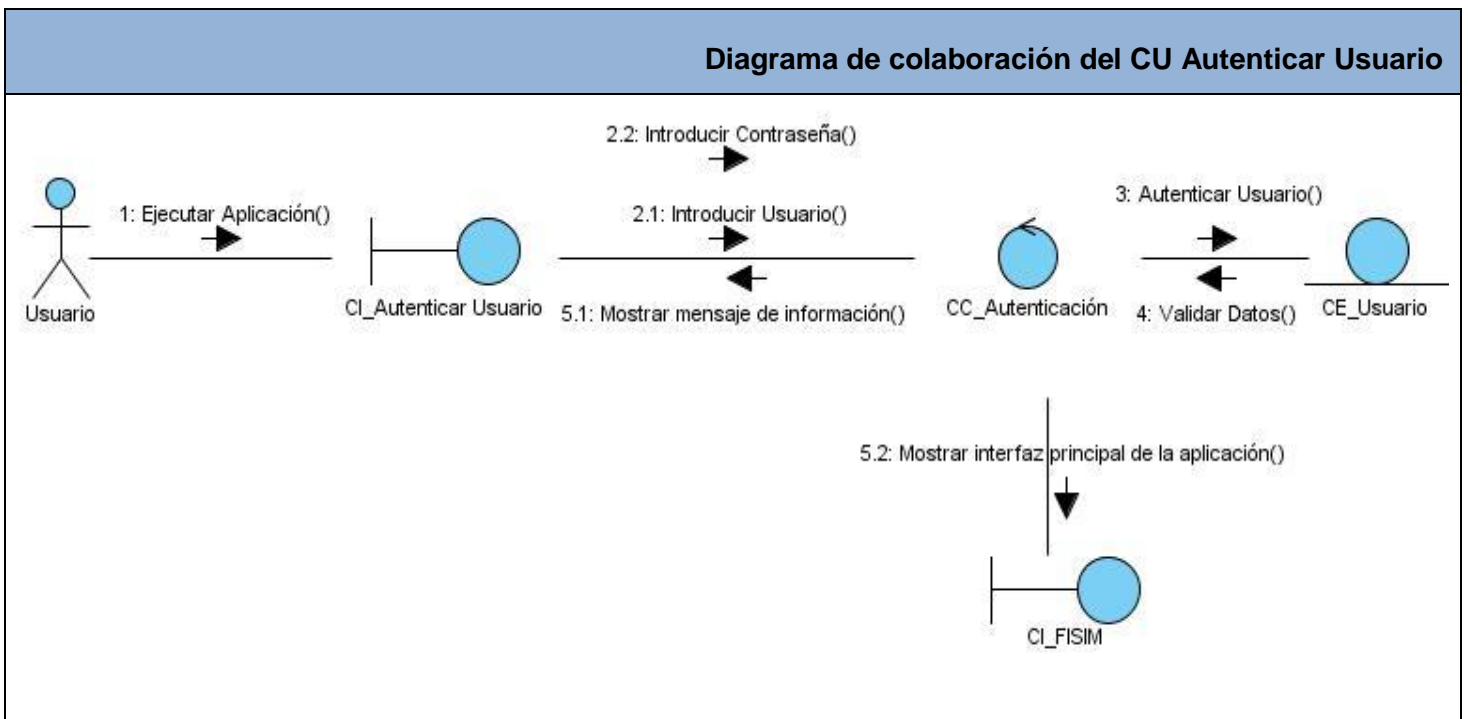 Diagrama de colaboración del CU Autenticar Usuario
2.2: Introducir Contraseña()
1: Ejecutar Aplicación()
2.1: Introducir Usuario()
3: Autenticar Usuario()
Usuario
CI_Autenticar Usuario
5.1: Mostrar mensaje de información()
CC_Autenticación
4: Validar Datos()
CE_Usuario
5.2: Mostrar interfaz principal de la aplicación()
CI_FISIM